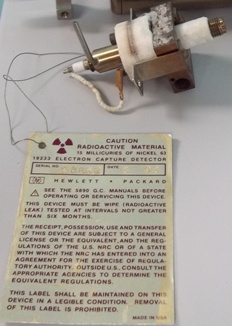 CAUTION
RADIOACTIVE MATERIAL
15 MILLICURIES OF NICKEL 63
19233 ELECTRON CAPTURE DETECTOR
SERIAL NO.
DATE
hp HEWLETT • PACKARD
SEE THE 5890 Q.C. MANUALS BEFORE
OPERATING OR SERVICING THIS DEVICE.
THIS DEVICE MUST BE WIPE (RADIOACTIVE
LEAK) TESTED AT INTERVALS NOT GREATER
THAN SIX MONTHS.
THE RECEIPT, POSSESSION, USE AND TRANSFER
OF THIS DEVICE ARE SUBJECT TO A GENERAL
LICENSE OR THE EQUIVALENT, AND THE REG-
ULATIONS OF THE U.S. NRC OR OF A STATE
WITH WHICH THE NRC HAS ENTERED INTO AN
AGREEMENT FOR THE EXERCISE OF REGULA-
TORY AUTHORITY. OUTSIDE U.S., CONSULT THE
APPROPRIATE AGENCIES TO DETERMINE THE
EQUIVALENT REGULATIONS.
THIS LABEL SHALL BE MAINTAINED ON THIS
DEVICE IN A LEGIBLE CONDITION. REMOVAL
OF THIS LABEL IS PROHIBITED.
MADE IN USA